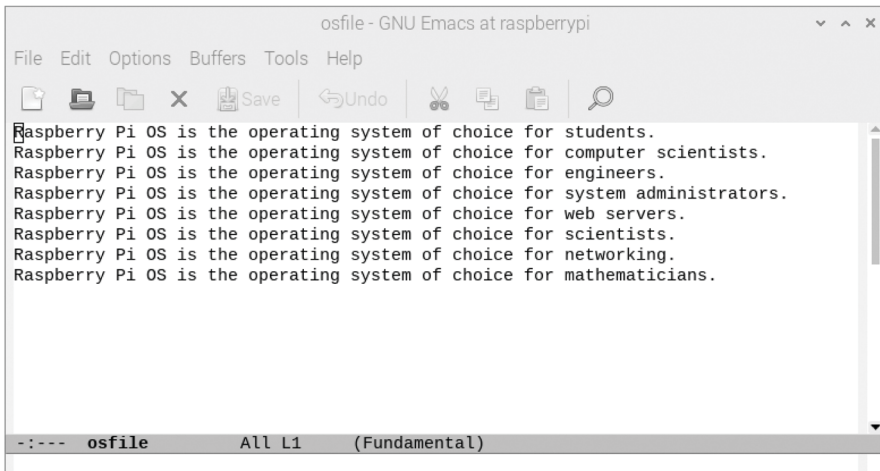 osfile - GNU Emacs at raspberrypi
File Edit Options Buffers Tools Help
Save Undo
Raspberry Pi OS is the operating system of choice for students.
Raspberry Pi OS is the operating system of choice for computer scientists.
Raspberry Pi OS is the operating system of choice for engineers.
Raspberry Pi OS is the operating system of choice for system administrators.
Raspberry Pi OS is the operating system of choice for web servers.
Raspberry Pi OS is the operating system of choice for scientists.
Raspberry Pi OS is the operating system of choice for networking.
Raspberry Pi OS is the operating system of choice for mathematicians.
-:--- osfile All L1 (Fundamental)